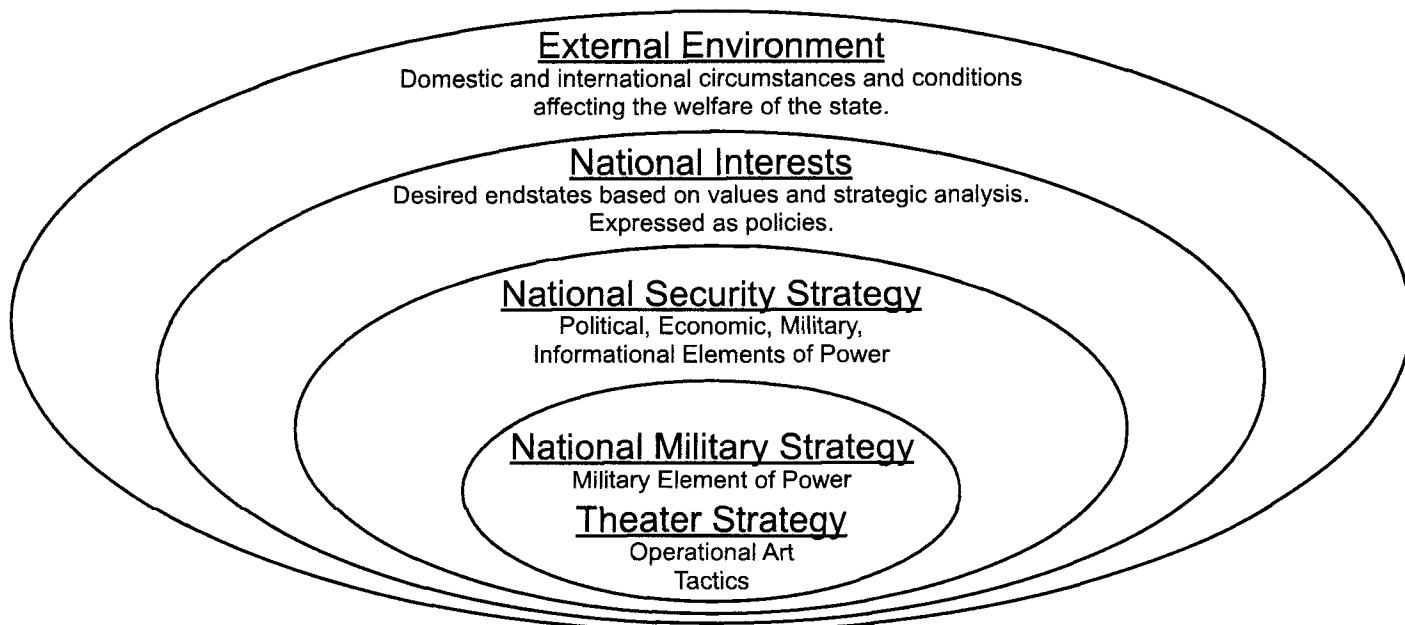 External Environment
Domestic and international circumstances and conditions
affecting the welfare of the state.
National Interests
Desired endstates based on values and strategic analysis.
Expressed as policies.
National Security Strategy
Political, Economic, Military,
Informational Elements of Power
National Military Strategy
Military Element of Power
Theater Strategy
Operational Art
Tactics